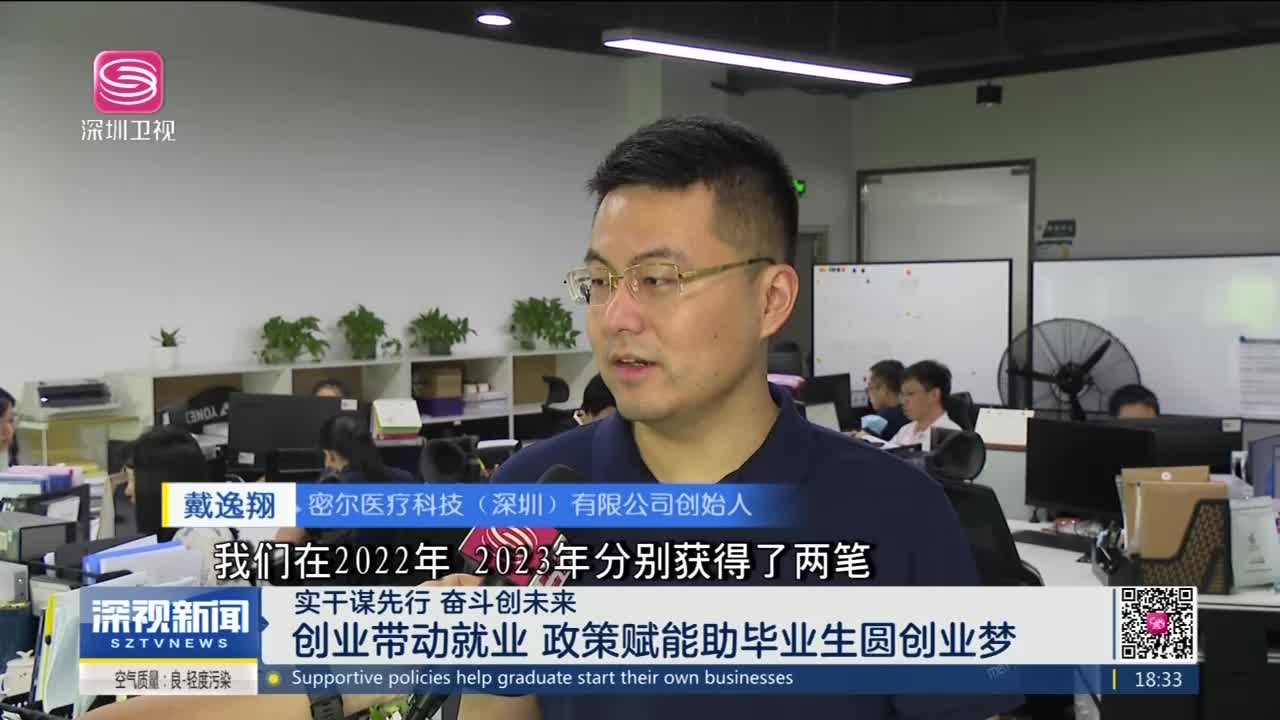 深圳卫视
YONEX
戴逸翔
密尔医疗科技（深圳）有限公司创始人
我们在2022年 2023年分别获得了两笔
深视新闻
SZTVNEWS
实干谋先行 奋斗创未来
创业带动就业 政策赋能助毕业生圆创业梦
空气质量：良-轻度污染
Supportive policies help graduate start their own businesses
18:33